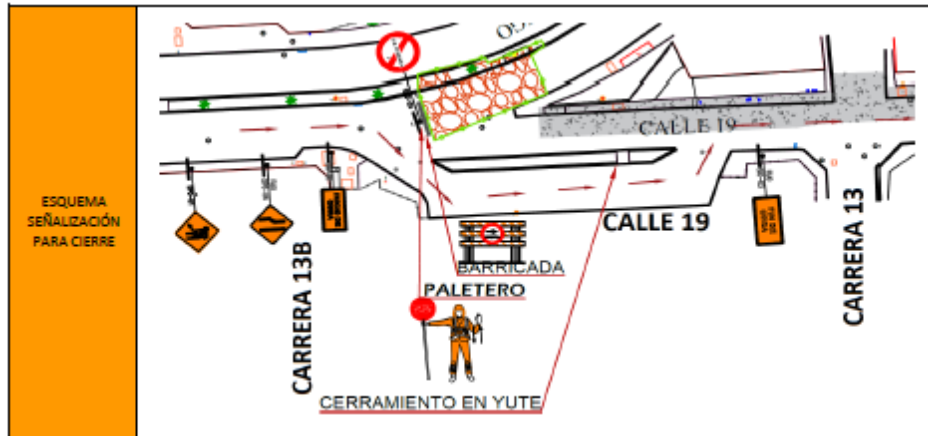 ESQUEMA
SEÑALIZACIÓN
PARA CIERRE
CALLE 19
CALLE 19
CARRERA 13B
CARRERA 13
BARRICADA
PALETERO
CERRAMIENTO EN YUTE